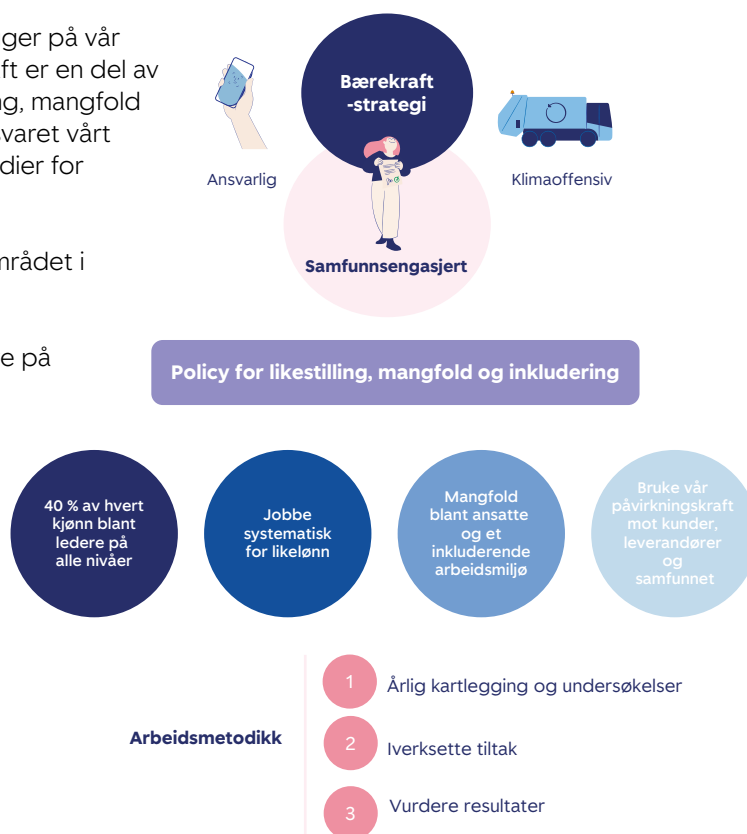 ger på vår
ft er en del av
ng, mangfold
svaret vårt
dier for
mrådet i
e på
Bærekraft
-strategi
Ansvarlig
Klimaoffensiv
Samfunnsengasjert
Policy for likestilling, mangfold og inkludering
40 % av hvert
kjønn blant
ledere på
alle nivåer
Jobbe
systematisk
for likelønn
Mangfold
blant ansatte
og et
inkluderende
arbeidsmiljø
Bruke vår
påvirkningskraft
mot kunder,
leverandører
og
samfunnet
Arbeidsmetodikk
1
Årlig kartlegging og undersøkelser
2
Iverksette tiltak
3
Vurdere resultater